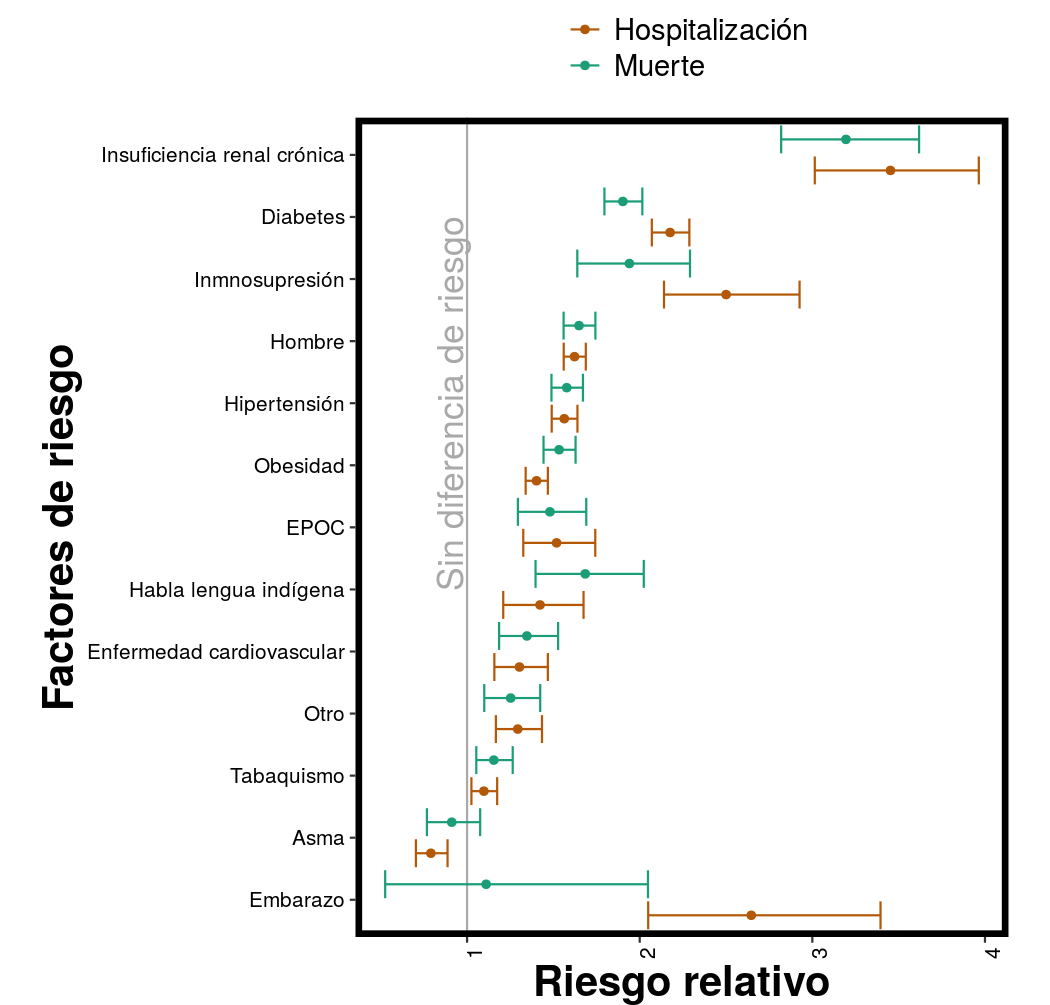 Hospitalización
Muerte
Factores de riesgo
Insuficiencia renal crónica
Diabetes
Inmnosupresión
Hombre
Hipertensión
Obesidad
EPOC
Habla lengua indígena
Enfermedad cardiovascular
Otro
Tabaquismo
Asma
Embarazo
Sin diferencia de riesgo
1
2
3
4
Riesgo relativo